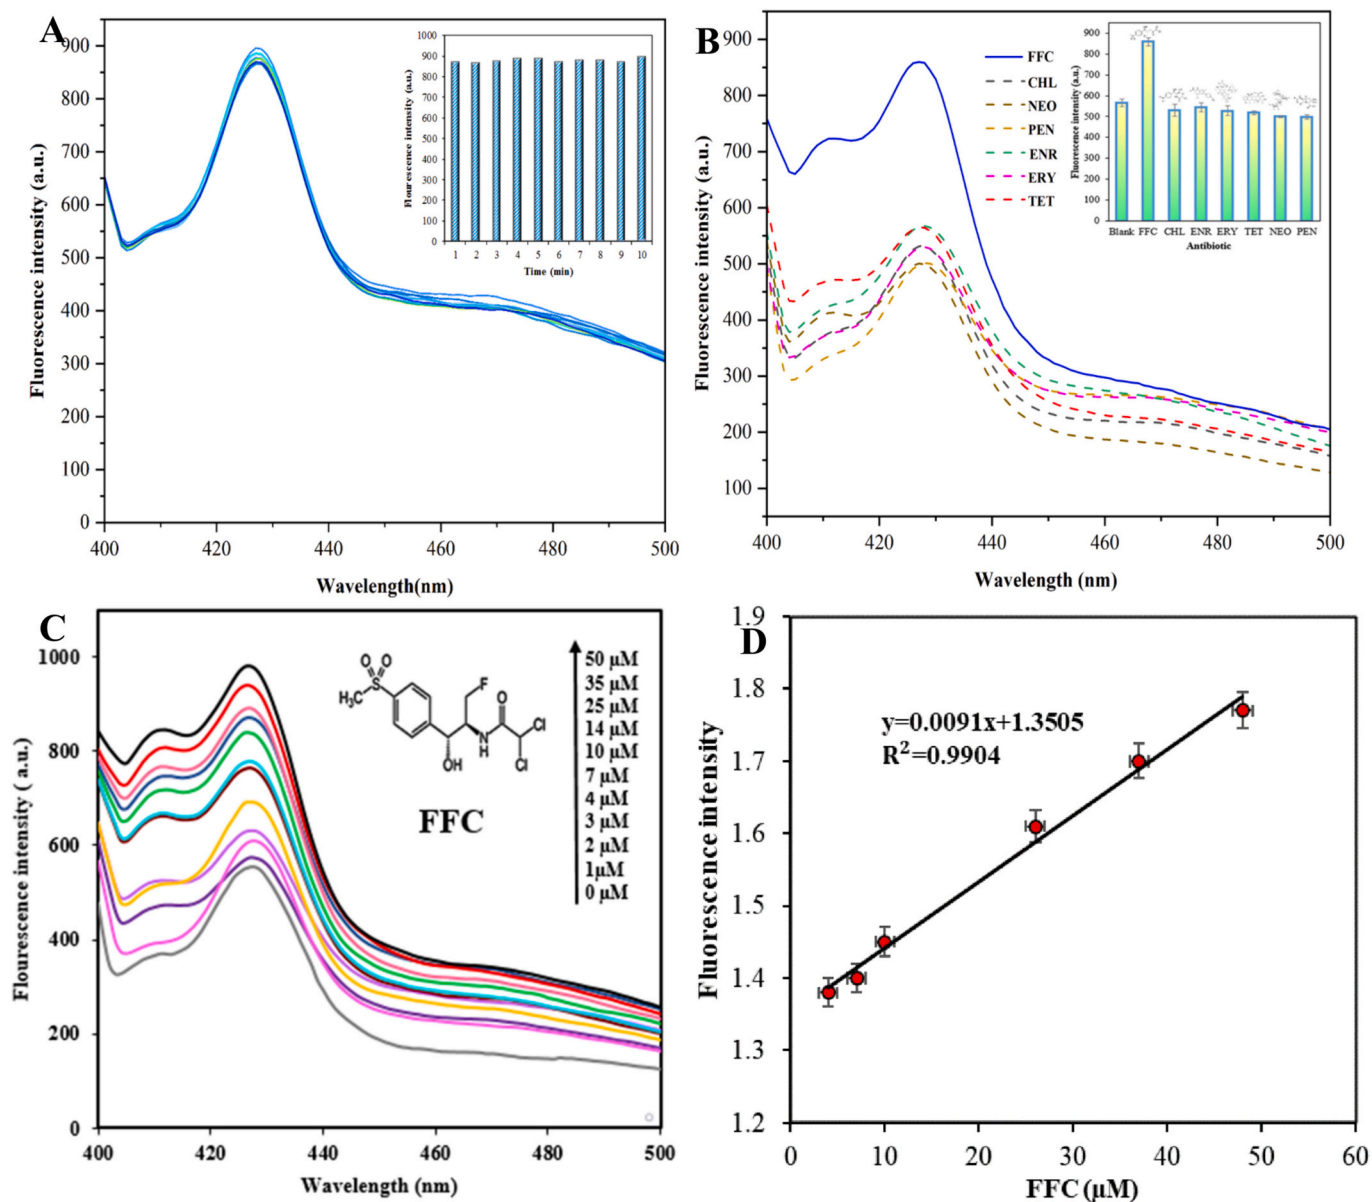 A
Fluorescence intensity (a.u.)
900
800
700
600
500
400
300
200
100
0
400
420
440
460
480
500
Wavelength(nm)
Flourescence intensity (a.u.)
1000
900
800
700
600
500
400
300
200
100
0
1 2 3 4 5 6 7 8 9 10
Time (min)
B
Fluorescence intensity (a.u.)
900
800
700
600
500
400
300
200
100
400
420
440
460
480
500
Wavelength (nm)
FFC
CHL
NEO
PEN
ENR
ERY
TET
Fluorescence intensity (a.u.)
900
800
700
600
500
400
300
200
100
0
Blank FFC CHL ENR ERY TET NEO PEN
Antibiotic
C
Flourescence intensity ( a.u.)
1000
800
600
400
200
0
400
420
440
460
480
500
Wavelength (nm)
O O
S
H₃C
F
O
Cl
N
H
OH
Cl
FFC
50 μM
35 μM
25 μM
14 μM
10 μM
7 μM
4 μM
3 μM
2 μM
1μM
0 μM
D
Fluorescence intensity
1.9
1.8
1.7
1.6
1.5
1.4
1.3
1.2
y=0.0091x+1.3505
R²=0.9904
0
10
20
30
40
50
60
FFC (μM)